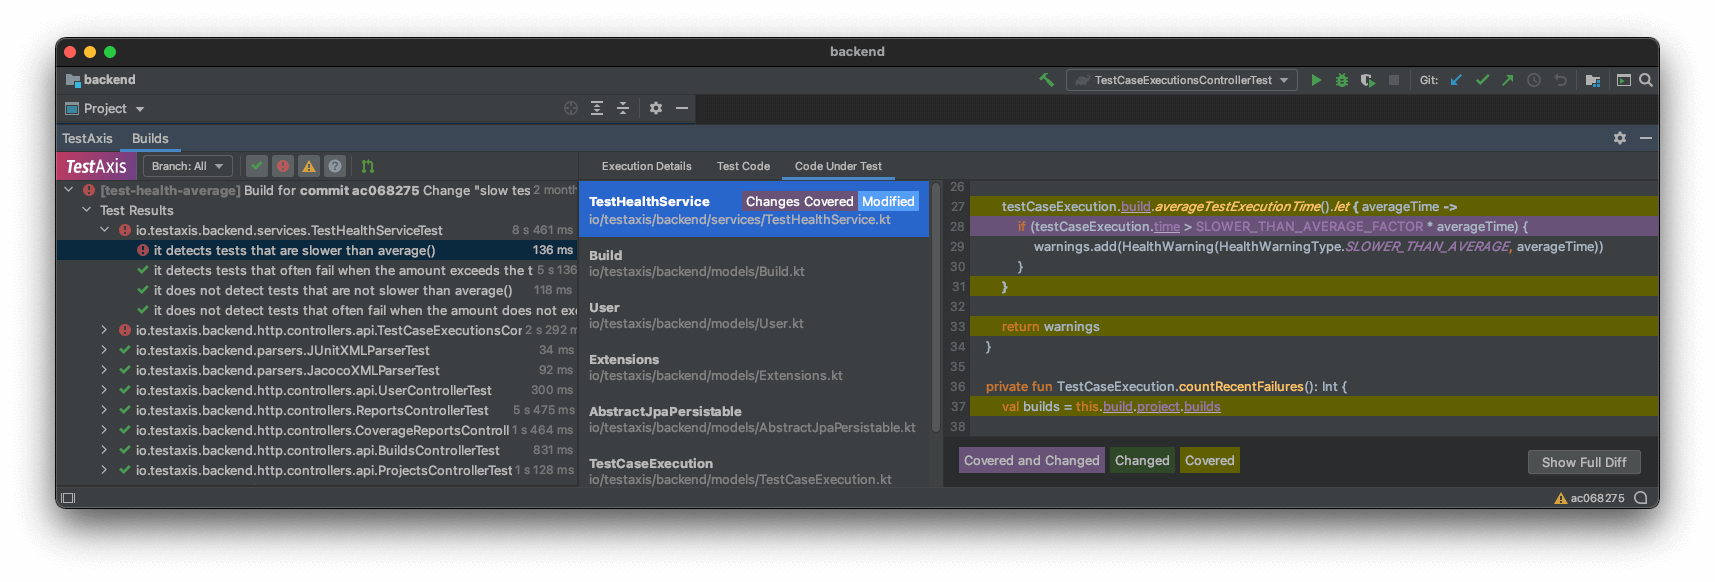 backend
backend
TestCaseExecutionsControllerTest
Git:
Project
TestAxis Builds
TestAxis
Branch: All
Execution Details Test Code Code Under Test
[test-health-average] Build for commit ac068275 Change "slow tes 2 month
Test Results
io.testaxis.backend.services.TestHealthServiceTest 8 s 461 ms
it detects tests that are slower than average() 136 ms
it detects tests that often fail when the amount exceeds the t 5 s 136
it does not detect tests that are not slower than average() 118 ms
it does not detect tests that often fail when the amount does not ex
io.testaxis.backend.http.controllers.api.TestCaseExecutionsCor 2 s 292 m
io.testaxis.backend.parsers.JUnitXMLParserTest 34 ms
io.testaxis.backend.parsers.JacocoXMLParserTest 92 ms
io.testaxis.backend.http.controllers.api.UserControllerTest 300 ms
io.testaxis.backend.http.controllers.ReportsControllerTest 5 s 475 ms
io.testaxis.backend.http.controllers.CoverageReportsControll 1 s 464 ms
io.testaxis.backend.http.controllers.api.BuildsControllerTest 831 ms
io.testaxis.backend.http.controllers.api.ProjectsControllerTest 1 s 128 ms
TestHealthService Changes Covered Modified
io/testaxis/backend/services/TestHealthService.kt
Build
io/testaxis/backend/models/Build.kt
User
io/testaxis/backend/models/User.kt
Extensions
io/testaxis/backend/models/Extensions.kt
AbstractJpaPersistable
io/testaxis/backend/models/AbstractJpaPersistable.kt
TestCaseExecution
io/testaxis/backend/models/TestCaseExecution.kt
26
27 testCaseExecution.build.averageTestExecutionTime().let { averageTime ->
28 if (testCaseExecution.time > SLOWER_THAN_AVERAGE_FACTOR * averageTime) {
29 warnings.add(HealthWarning(HealthWarningType.SLOWER_THAN_AVERAGE, averageTime))
30 }
31 }
32
33 return warnings
34 }
35
36 private fun TestCaseExecution.countRecentFailures(): Int {
37 val builds = this.build.project.builds
38
Covered and Changed Changed Covered
Show Full Diff
ac068275